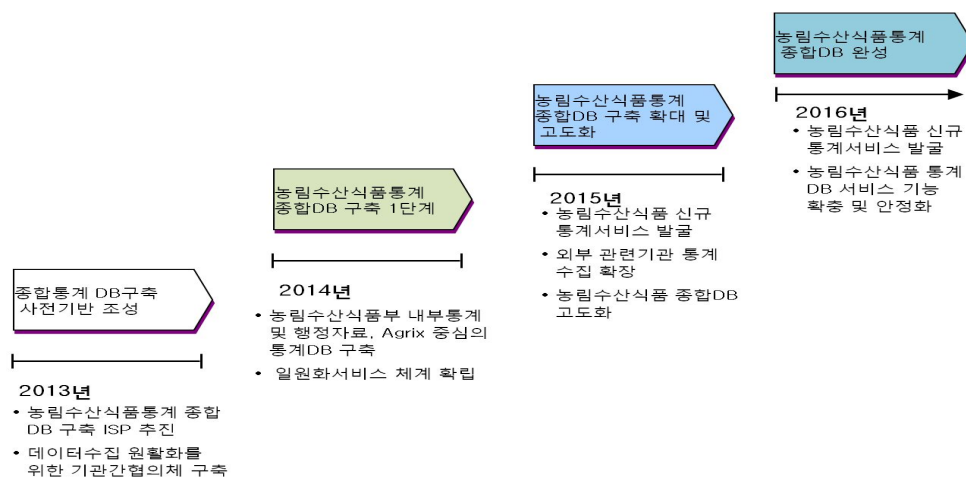 종합통계 DB구축
사전기반 조성
2013년
• 농림수산식품통계 종합
DB 구축 ISP 추진
• 데이터수집 원활화를
위한 기관간협의체 구축
농림수산식품통계
종합DB 구축 1단계
2014년
• 농림수산식품부 내부통계
및 행정자료, Agrix 중심의
통계DB 구축
• 일원화서비스 체계 확립
농림수산식품통계
종합DB 구축 확대 및
고도화
2015년
• 농림수산식품 신규
통계서비스 발굴
• 외부 관련기관 통계
수집 확장
• 농림수산식품 종합DB
고도화
농림수산식품통계
종합DB 완성
2016년
• 농림수산식품 신규
통계서비스 발굴
• 농림수산식품 통계
DB 서비스 기능
확충 및 안정화